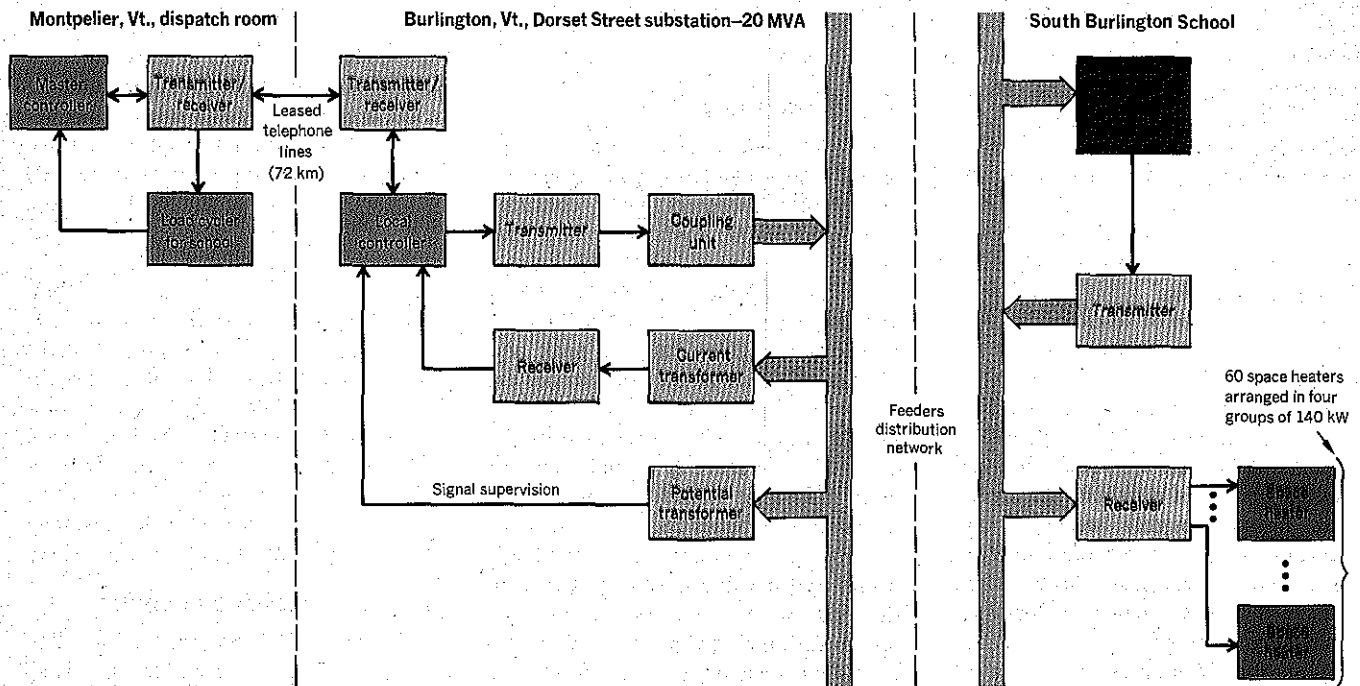 Montpelier, Vt., dispatch room
Burlington, Vt., Dorset Street substation–20 MVA
South Burlington School
Master
controller
Transmitter/
receiver
Leased
telephone
lines
(72 km)
Transmitter/
receiver
Load cycler
for school
Local
controller
Transmitter
Coupling
unit
Transmitter
Receiver
Current
transformer
Feeders
distribution
network
60 space heaters
arranged in four
groups of 140 kW
Signal supervision
Potential
transformer
Receiver
Space
heater
Space
heater